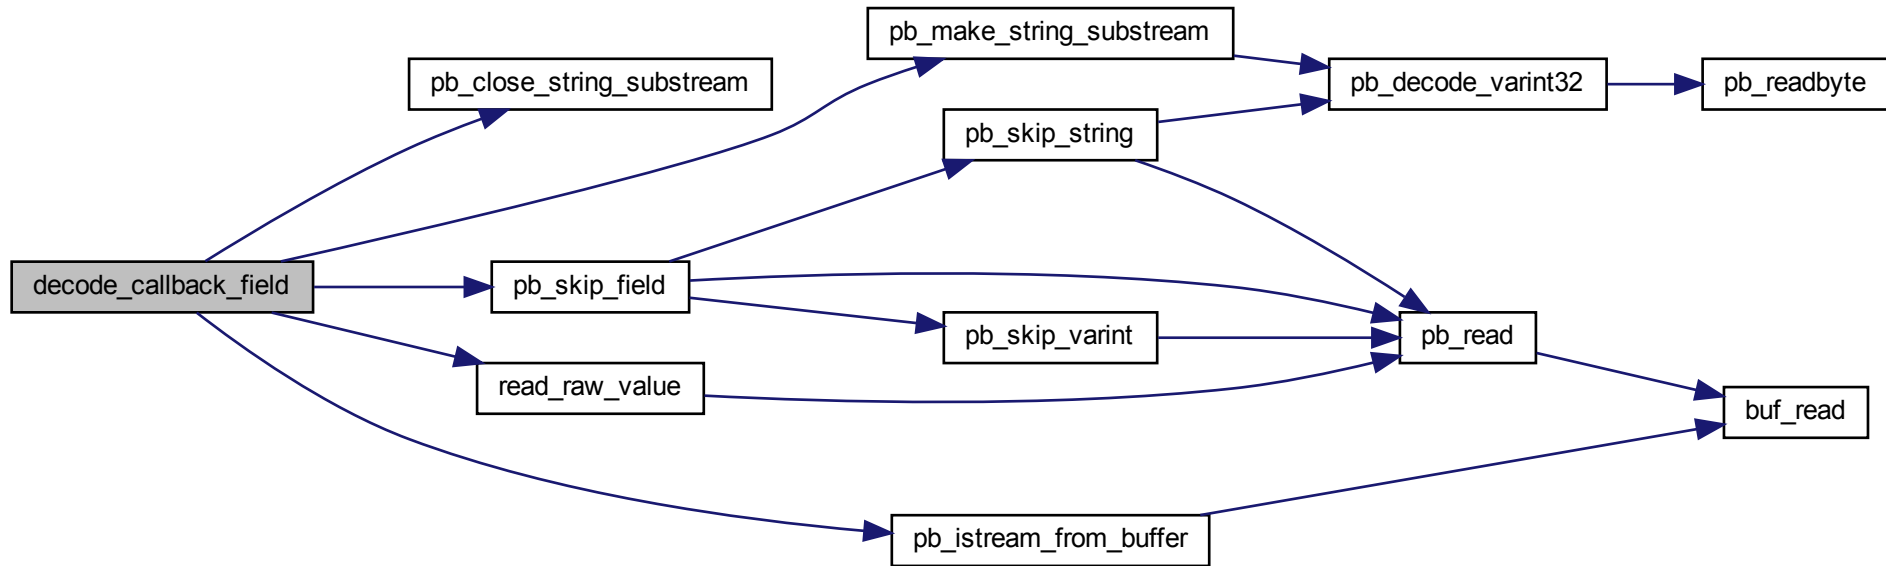 pb_make_string_substream
pb_close_string_substream
pb_decode_varint32
pb_readbyte
pb_skip_string
decode_callback_field
pb_skip_field
pb_skip_varint
pb_read
read_raw_value
buf_read
pb_istream_from_buffer